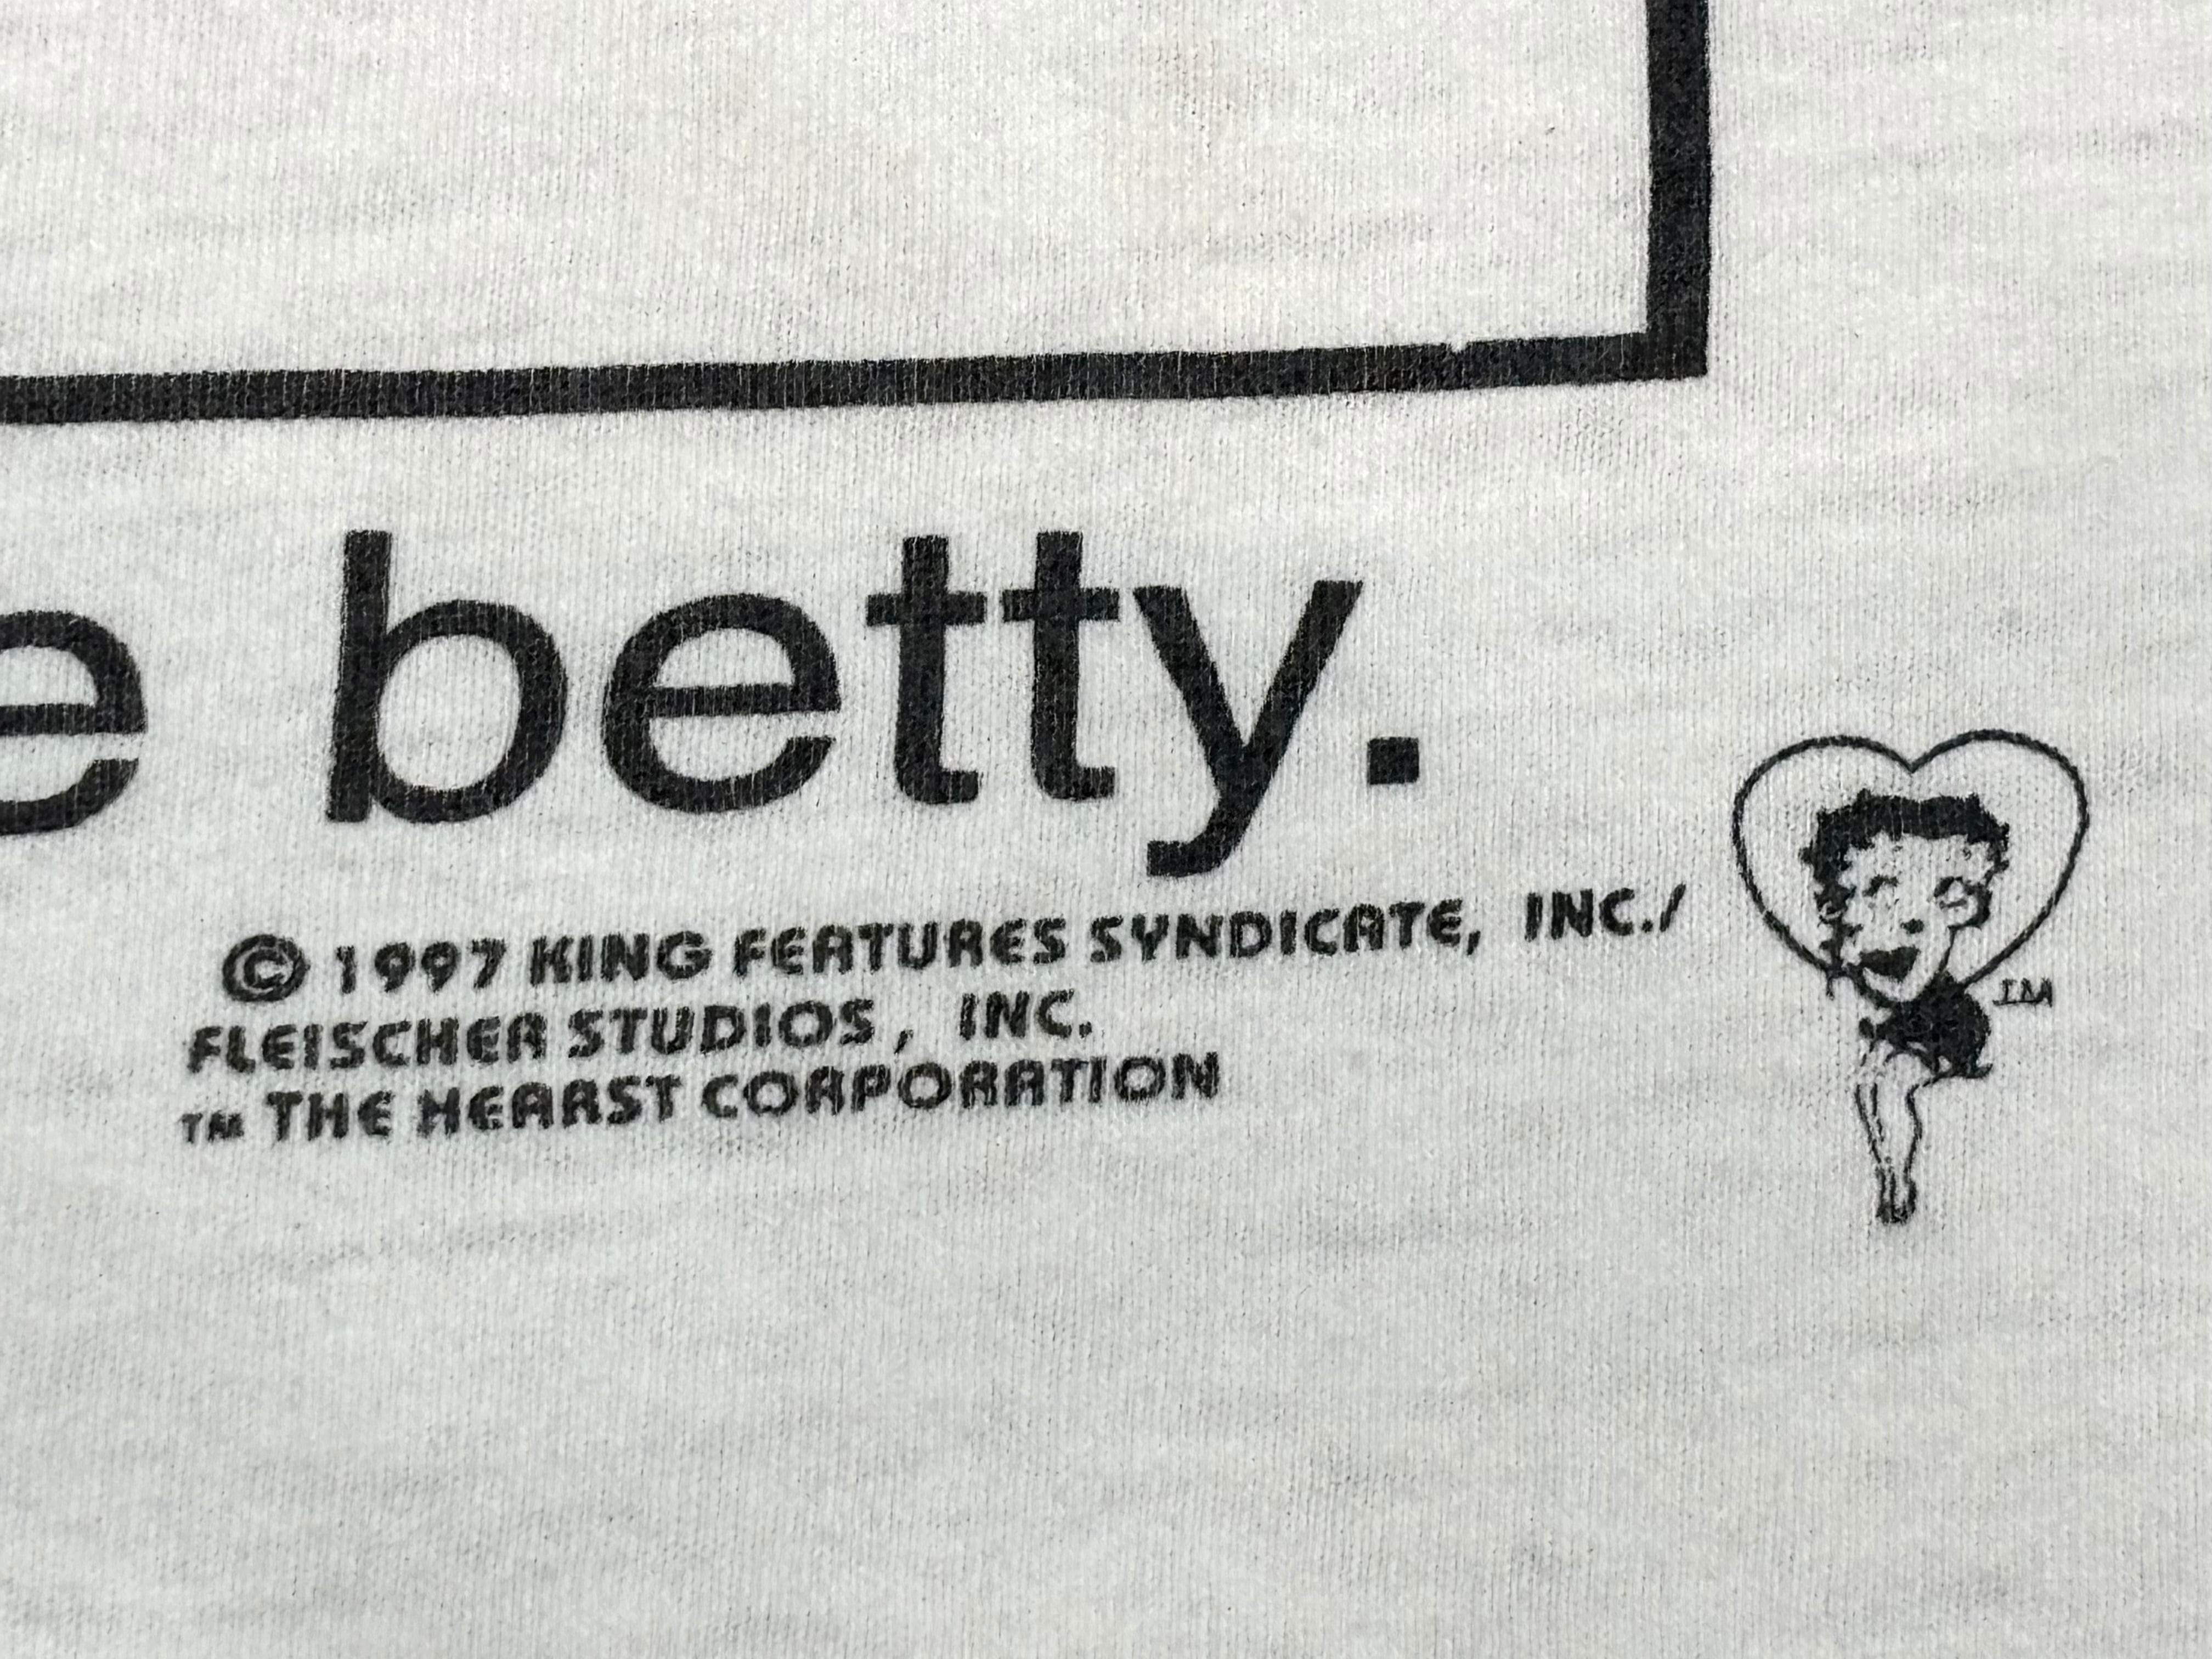 e betty.
© 1997 KING FEATURES SYNDICATE, INC./
FLEISCHER STUDIOS, INC.
™ THE HEARST CORPORATION
™